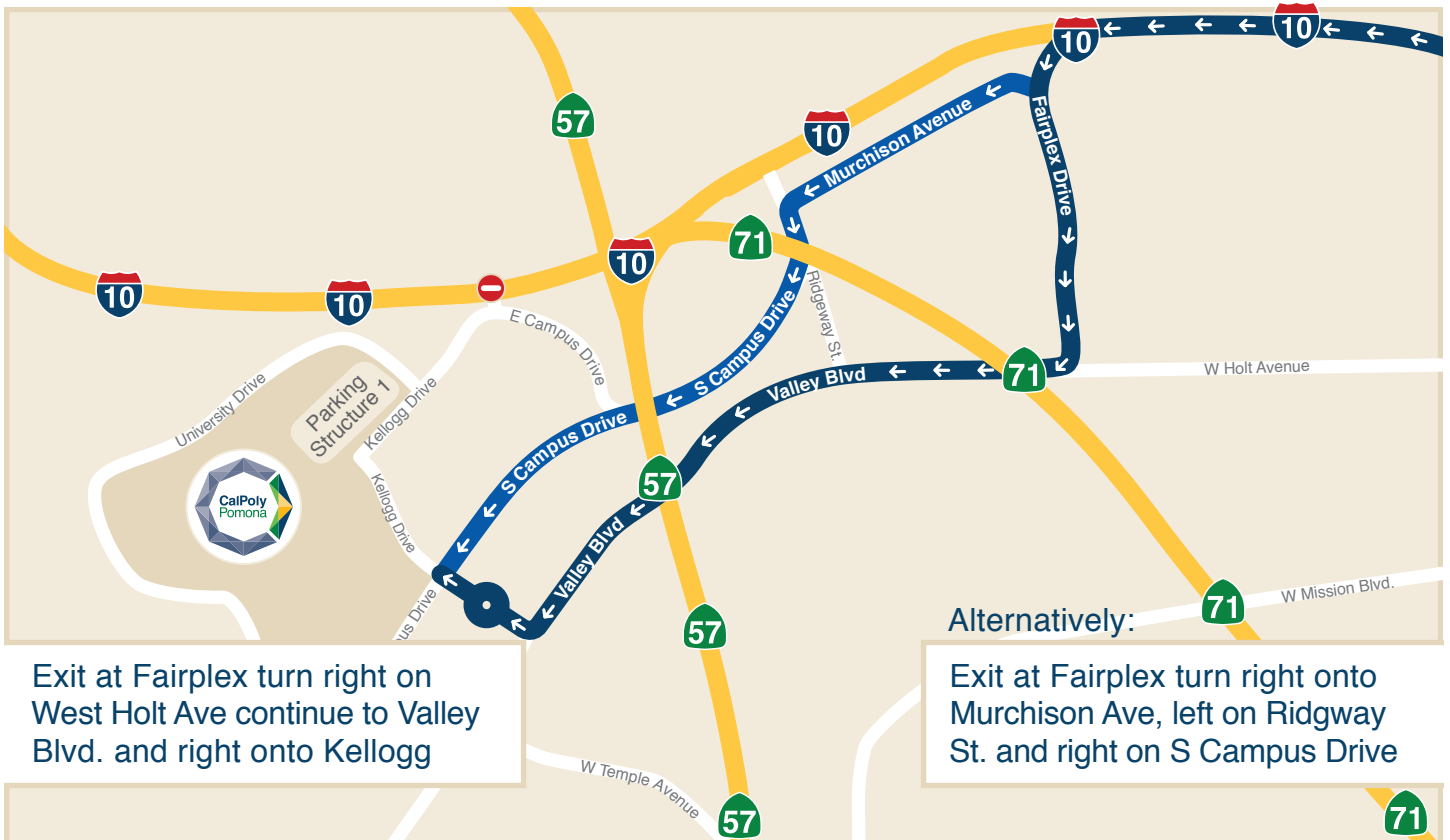 10
10
57
10
Fairplex Drive
Murchison Avenue
10
71
10
10
10
Ridgeway St.
E Campus Drive
S Campus Drive
W Holt Avenue
71
Valley Blvd
University Drive
Parking
Structure 1
Kellogg Drive
S Campus Drive
57
Kellogg Drive
CalPoly
Pomona
Valley Blvd
W Mission Blvd.
71
57
us Drive
Alternatively:
Exit at Fairplex turn right on
West Holt Ave continue to Valley
Blvd. and right onto Kellogg
Exit at Fairplex turn right onto
Murchison Ave, left on Ridgway
St. and right on S Campus Drive
W Temple Avenue
57
71